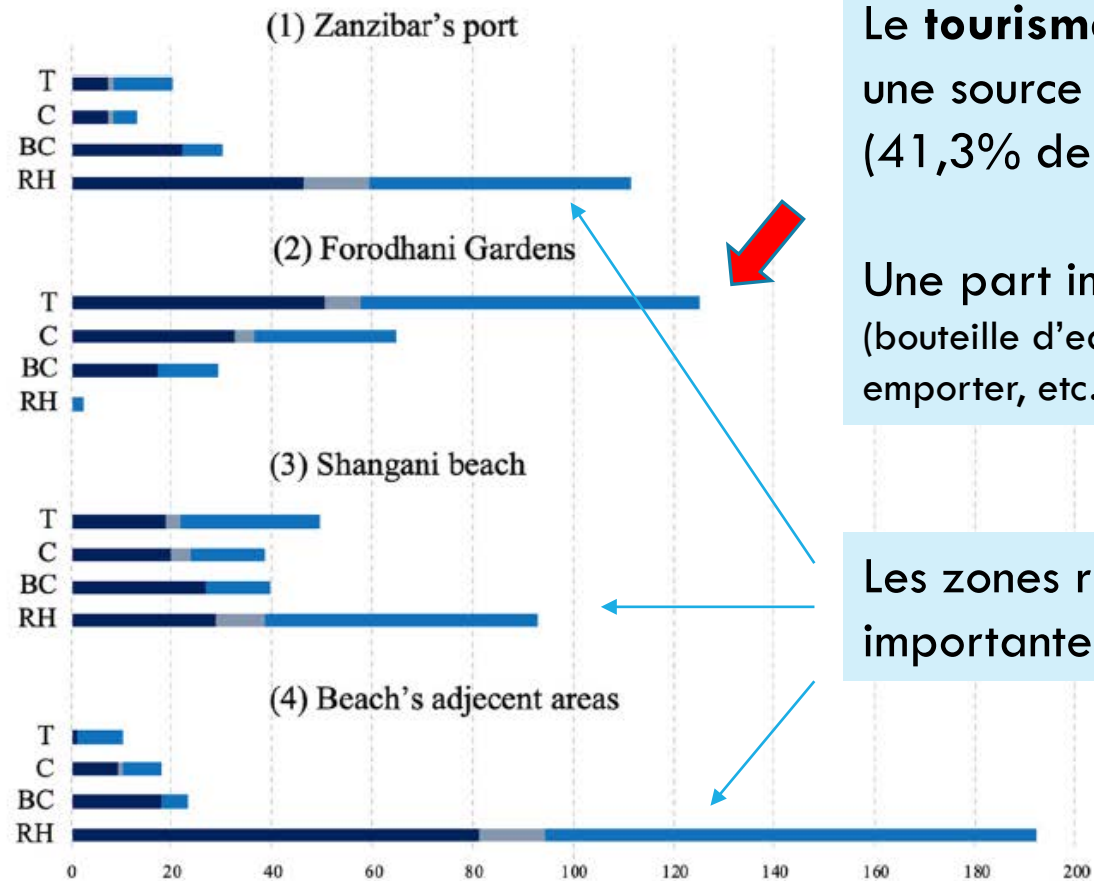 (1) Zanzibar's port
T
C
BC
RH
(2) Forodhani Gardens
T
C
BC
RH
(3) Shangani beach
T
C
BC
RH
(4) Beach's adjecent areas
T
C
BC
RH
0 20 40 60 80 100 120 140 160 180 200
Le tourisme
une source
(41,3% de
Une part
(bouteille
emporter, etc.
Les zones
importante